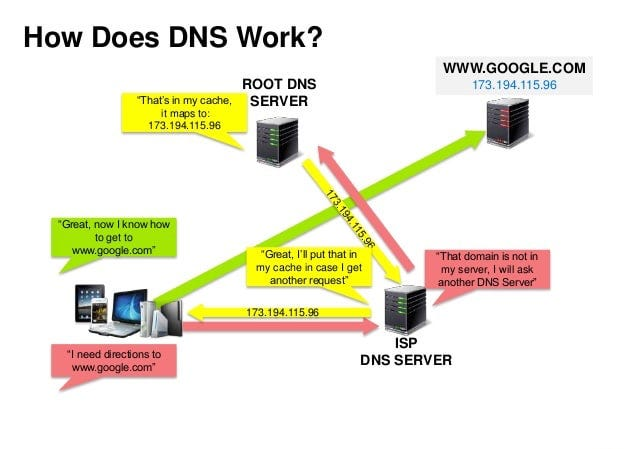 How Does DNS Work?
WWW.GOOGLE.COM
173.194.115.96
ROOT DNS
SERVER
“That’s in my cache,
it maps to:
173.194.115.96
173.194.115.96
“Great, now I know how
to get to
www.google.com”
“Great, I’ll put that in
my cache in case I get
another request”
“That domain is not in
my server, I will ask
another DNS Server”
173.194.115.96
ISP
DNS SERVER
“I need directions to
www.google.com”